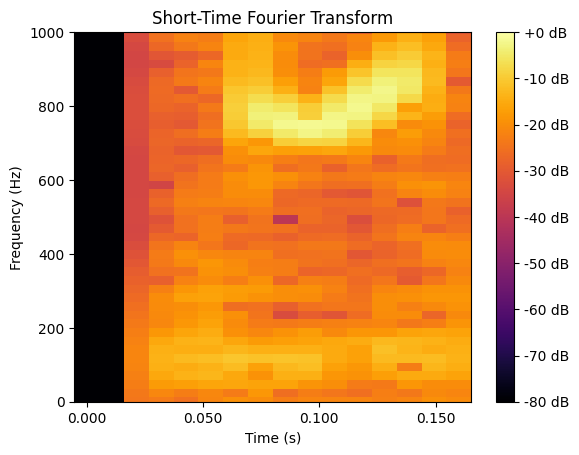 Short-Time Fourier Transform
Frequency (Hz)
1000
800
600
400
200
0
0.000
0.050
0.100
0.150
Time (s)
+0 dB
-10 dB
-20 dB
-30 dB
-40 dB
-50 dB
-60 dB
-70 dB
-80 dB